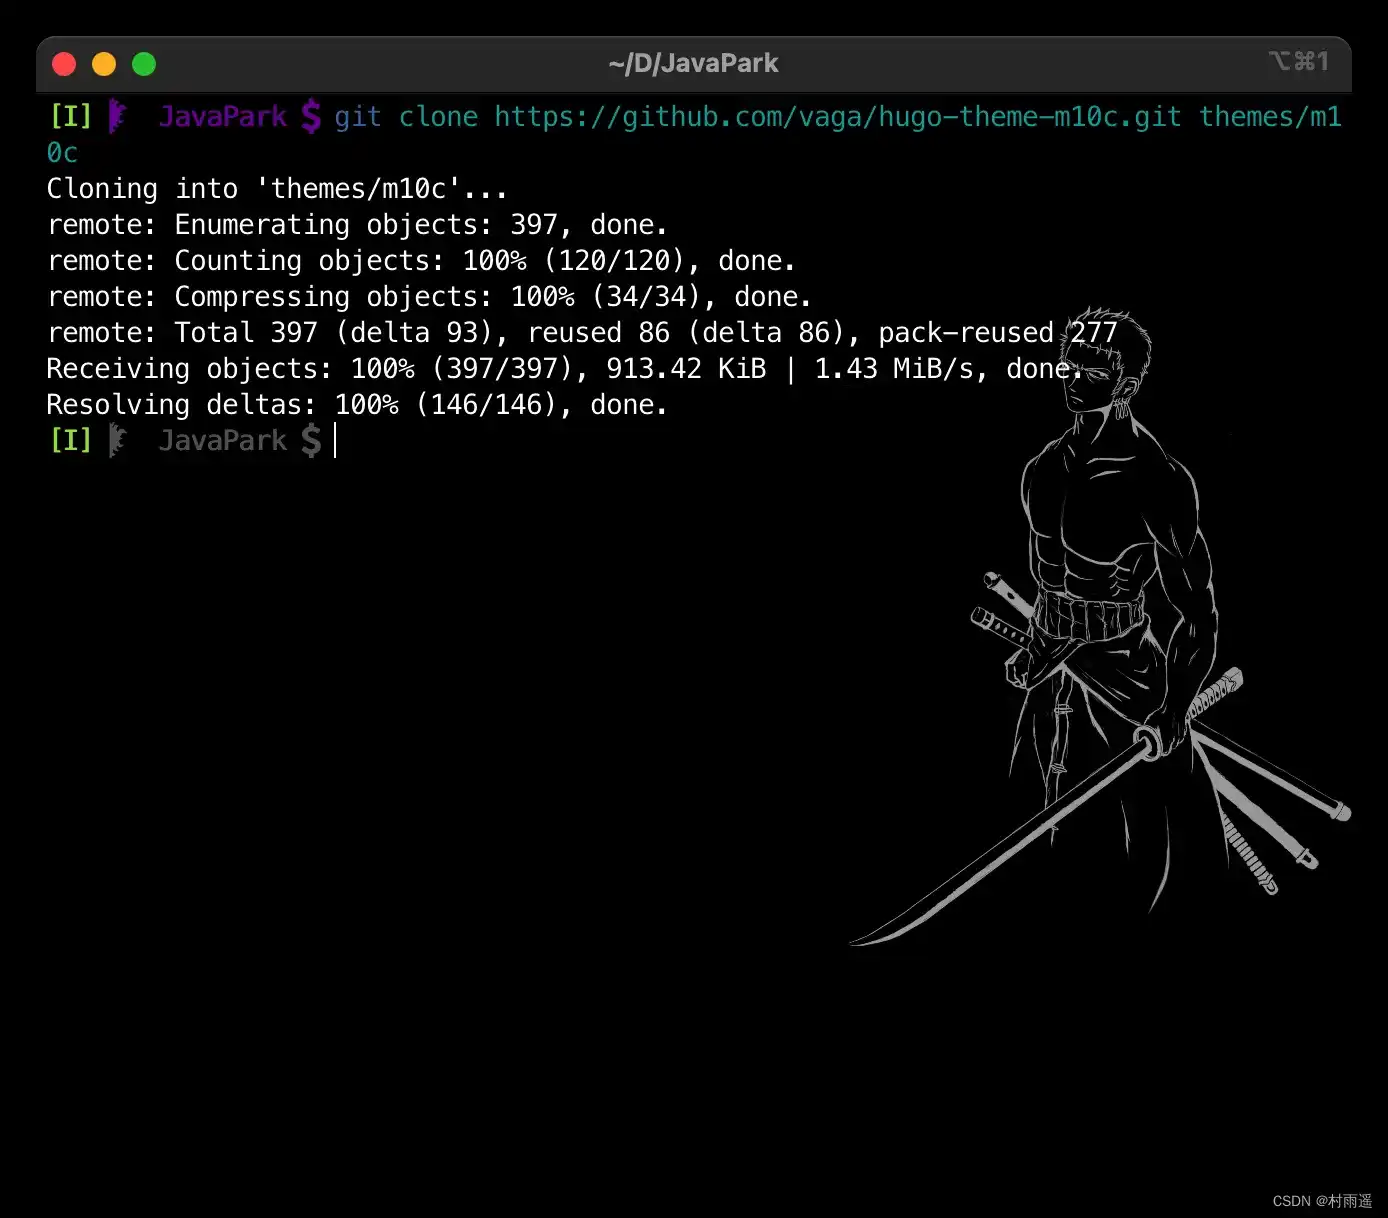 ~/D/JavaPark
⌥⌘1
[I] JavaPark $ git clone https://github.com/vaga/hugo-theme-m10c.git themes/m1
0c
Cloning into 'themes/m10c'...
remote: Enumerating objects: 397, done.
remote: Counting objects: 100% (120/120), done.
remote: Compressing objects: 100% (34/34), done.
remote: Total 397 (delta 93), reused 86 (delta 86), pack-reused 277
Receiving objects: 100% (397/397), 913.42 KiB | 1.43 MiB/s, done.
Resolving deltas: 100% (146/146), done.
[I] JavaPark $
CSDN @村雨遥